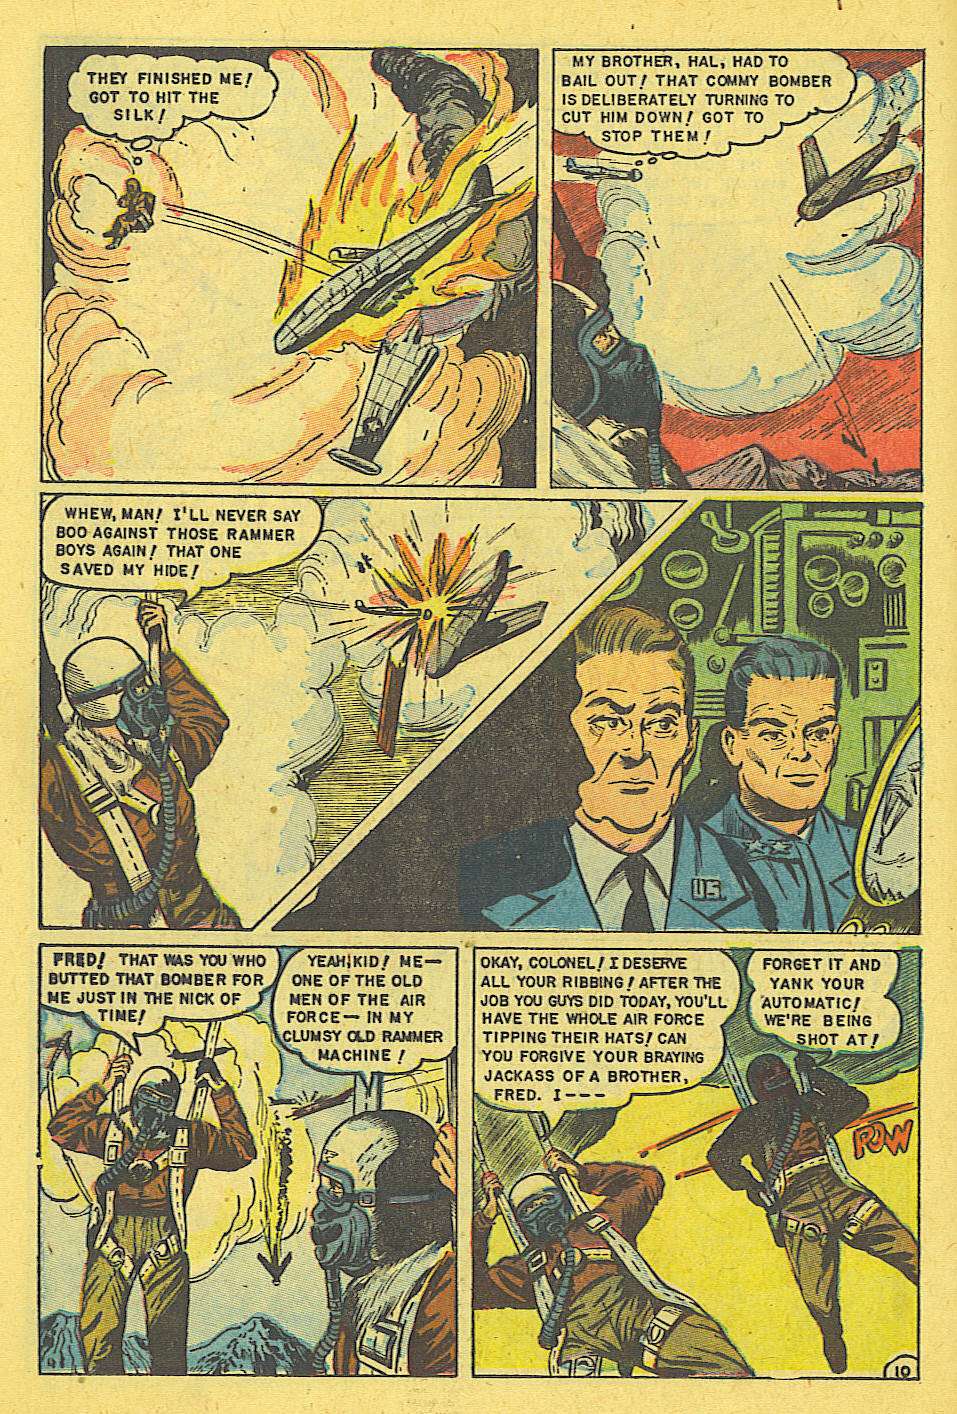 THEY FINISHED ME!
GOT TO HIT THE
SILK!
MY BROTHER, HAL, HAD TO
BAIL OUT! THAT COMMY BOMBER
IS DELIBERATELY TURNING TO
CUT HIM DOWN! GOT TO
STOP THEM!
WHEW, MAN! I'LL NEVER SAY
BOO AGAINST THOSE RAMMER
BOYS AGAIN! THAT ONE
SAVED MY HIDE!
U.S.
FRED! THAT WAS YOU WHO
BUTTED THAT BOMBER FOR
ME JUST IN THE NICK OF
TIME!
YEAH, KID! ME—
ONE OF THE OLD
MEN OF THE AIR
FORCE— IN MY
CLUMSY OLD RAMMER
MACHINE!
OKAY, COLONEL! I DESERVE
ALL YOUR RIBBING! AFTER THE
JOB YOU GUYS DID TODAY, YOU'LL
HAVE THE WHOLE AIR FORCE
TIPPING THEIR HATS! CAN
YOU FORGIVE YOUR BRAYING
JACKASS OF A BROTHER,
FRED. I---
FORGET IT AND
YANK YOUR
AUTOMATIC!
WE'RE BEING
SHOT AT!
POW
10